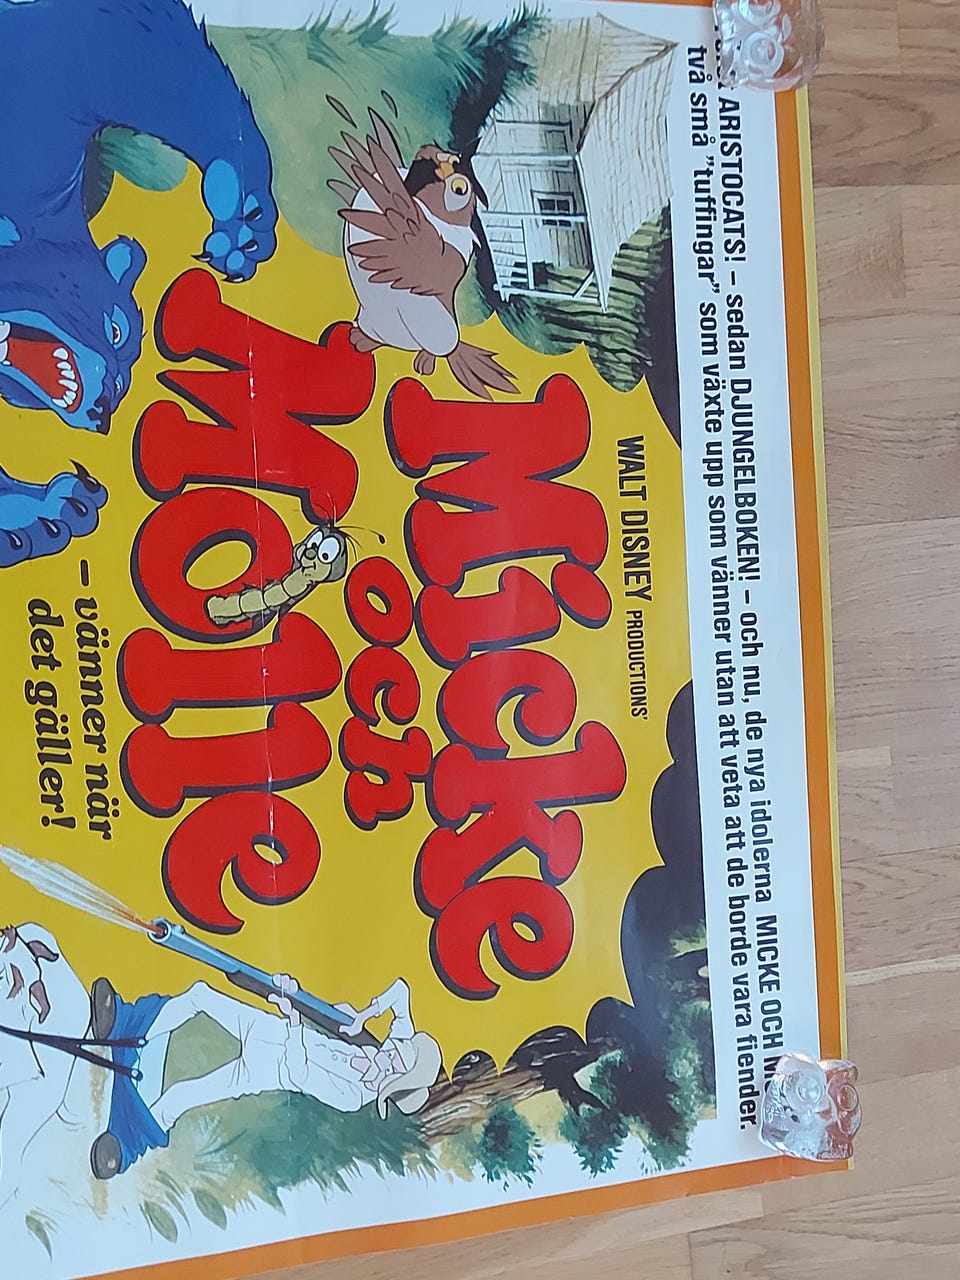 ARISTOCATS! – sedan DJUNGELBOKEN! – och nu, de nya idolerna MICKE OCH
två små "tuffingar" som växte upp som vänner utan att veta att de borde vara fiender.
WALT DISNEY PRODUCTIONS'
Micke
och
Molle
– vänner när
det gäller!